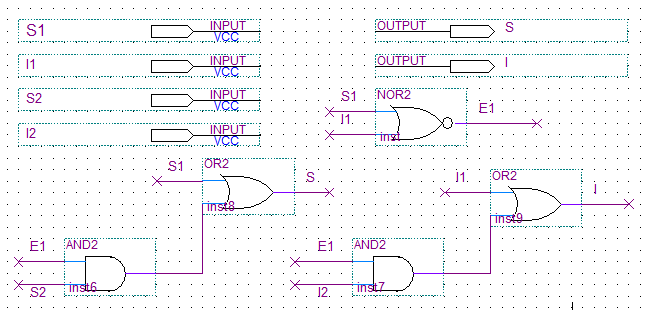 S1 INPUT VCC
OUTPUT S
I1 INPUT VCC
OUTPUT I
S2 INPUT VCC
I2 INPUT VCC
NOR2
S1
I1
E1
inst
OR2
S1
S
inst8
AND2
E1
S2
inst6
OR2
I1
I
inst9
AND2
E1
I2
inst7